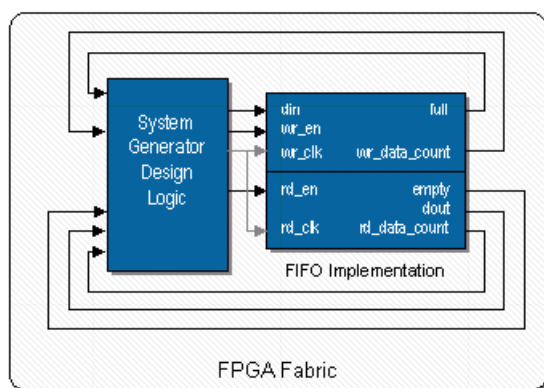 System
Generator
Design
Logic
din full
wr_en
wr_clk wr_data_count
rd_en empty
dout
rd_clk rd_data_count
FIFO Implementation
FPGA Fabric